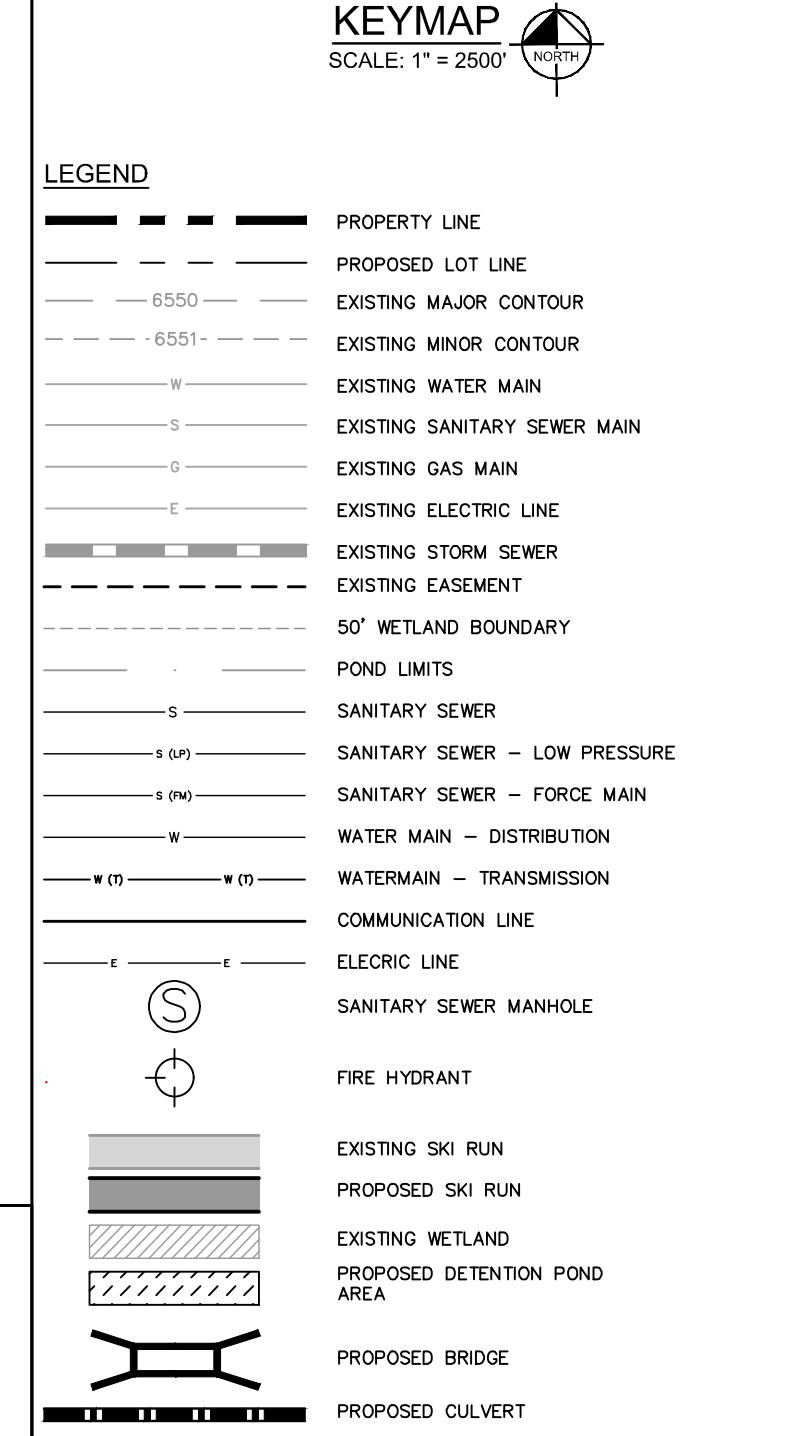 KEYMAP
SCALE: 1" = 2500'
NORTH
LEGEND
PROPERTY LINE
PROPOSED LOT LINE
6550 EXISTING MAJOR CONTOUR
6551 EXISTING MINOR CONTOUR
W EXISTING WATER MAIN
S EXISTING SANITARY SEWER MAIN
G EXISTING GAS MAIN
E EXISTING ELECTRIC LINE
EXISTING STORM SEWER
EXISTING EASEMENT
50' WETLAND BOUNDARY
POND LIMITS
S SANITARY SEWER
S (LP) SANITARY SEWER – LOW PRESSURE
S (FM) SANITARY SEWER – FORCE MAIN
W WATER MAIN – DISTRIBUTION
W (T) W (T) WATERMAIN – TRANSMISSION
COMMUNICATION LINE
E E ELECRIC LINE
S SANITARY SEWER MANHOLE
FIRE HYDRANT
EXISTING SKI RUN
PROPOSED SKI RUN
EXISTING WETLAND
PROPOSED DETENTION POND
AREA
PROPOSED BRIDGE
PROPOSED CULVERT